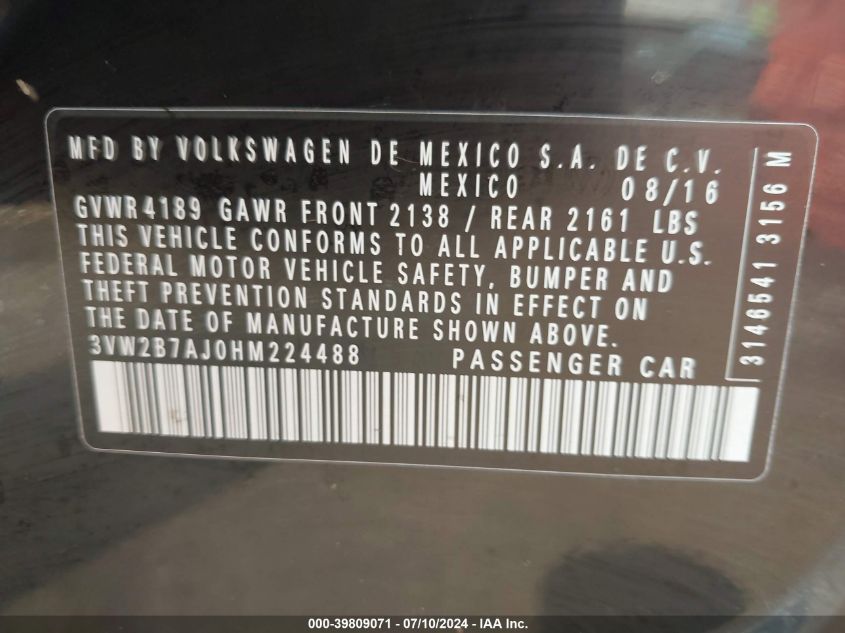 MFD BY VOLKSWAGEN DE MEXICO S.A. DE C.V.
MEXICO 08/16
GVWR 4189 GAWR FRONT 2138 / REAR 2161 LBS
THIS VEHICLE CONFORMS TO ALL APPLICABLE U.S.
FEDERAL MOTOR VEHICLE SAFETY, BUMPER AND
THEFT PREVENTION STANDARDS IN EFFECT ON
THE DATE OF MANUFACTURE SHOWN ABOVE.
3VW2B7AJ0HM224488 PASSENGER CAR
3146541 3156 M
000-39809071 - 07/10/2024 - IAA Inc.